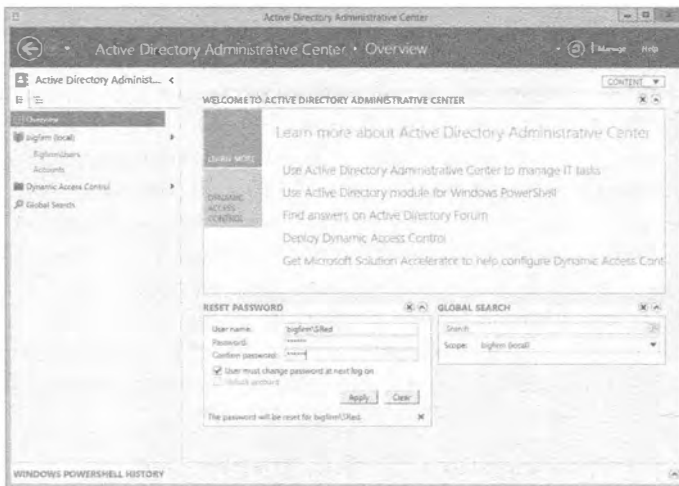 Active Directory Administrative Center
Active Directory Administrative Center • Overview
Manage Help
Active Directory Administ...
CONTENT
WELCOME TO ACTIVE DIRECTORY ADMINISTRATIVE CENTER
Overview
bigfirm (local)
BigfirmUsers
Accounts
Dynamic Access Control
Global Search
LEARN MORE
DYNAMIC ACCESS CONTROL
Learn more about Active Directory Administrative Center
Use Active Directory Administrative Center to manage IT tasks
Use Active Directory module for Windows PowerShell
Find answers on Active Directory Forum
Deploy Dynamic Access Control
Get Microsoft Solution Accelerator to help configure Dynamic Access Cont
RESET PASSWORD
User name: bigfirm\SRed
Password: ••••••
Confirm password: ••••••
User must change password at next log on
Unlock account
Apply Clear
The password will be reset for bigfirm\SRed.
GLOBAL SEARCH
Search
Scope: bigfirm (local)
WINDOWS POWERSHELL HISTORY